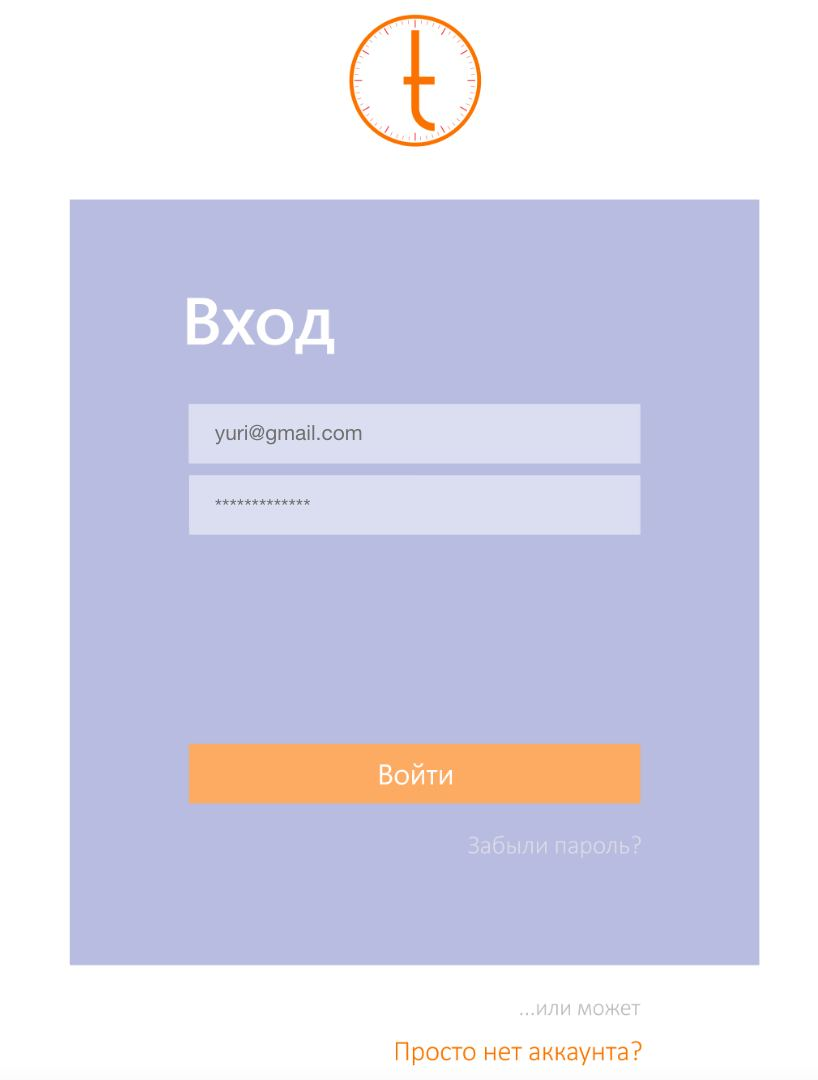 t
Вход
yuri@gmail.com
*************
Войти
Забыли пароль?
...или может
Просто нет аккаунта?